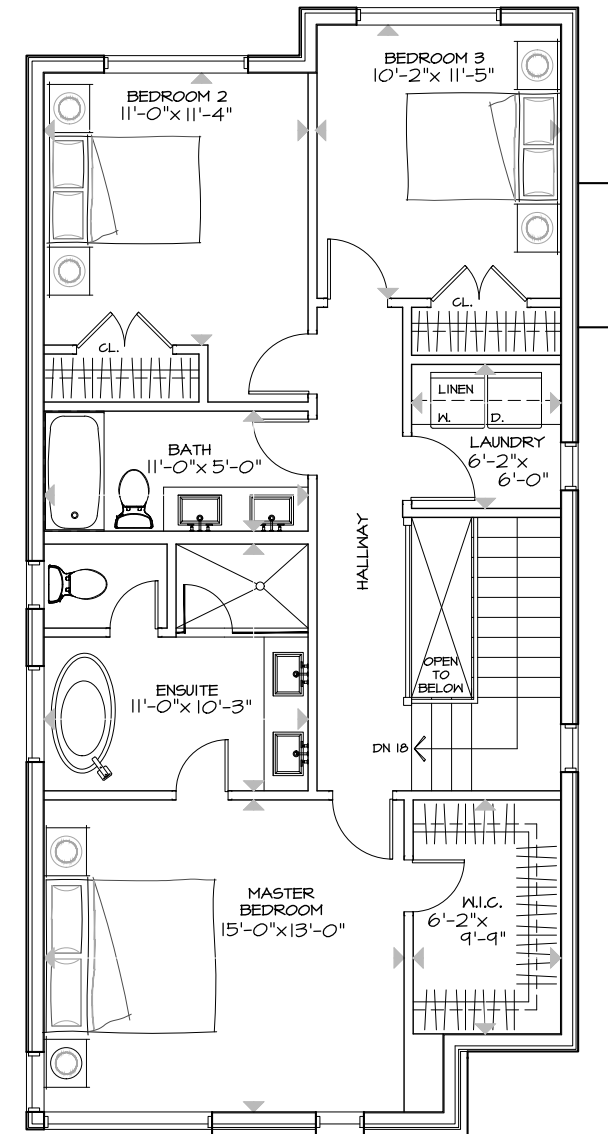 BEDROOM 3
10'-2"x 11'-5"
BEDROOM 2
11'-0"x 11'-4"
CL.
CL.
LINEN
W. D.
LAUNDRY
6'-2"x
6'-0"
BATH
11'-0"x 5'-0"
HALLWAY
OPEN
TO
BELOW
ENSUITE
11'-0"x 10'-3"
DN 18
MASTER
BEDROOM
15'-0"x13'-0"
W.I.C.
6'-2"x
9'-9"